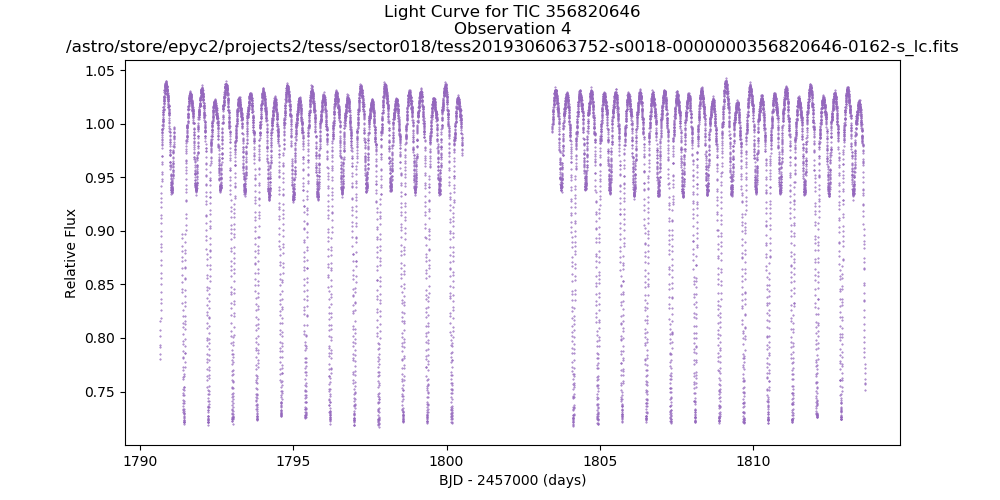 Light Curve for TIC 356820646
Observation 4
/astro/store/epyc2/projects2/tess/sector018/tess2019306063752-s0018-0000000356820646-0162-s_lc.fits
1.05
1.00
0.95
0.90
0.85
0.80
0.75
Relative Flux
1790
1795
1800
1805
1810
BJD - 2457000 (days)